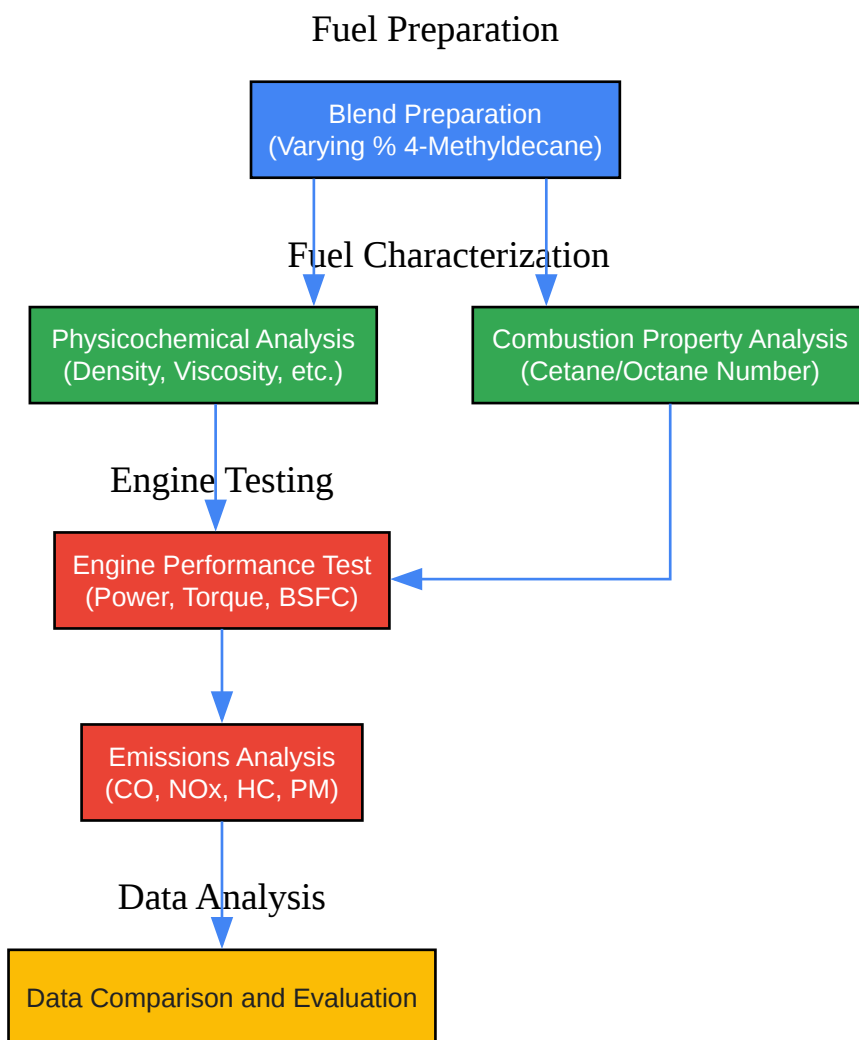 Fuel Preparation
Blend Preparation
(Varying % 4-Methyldecane)
Fuel Characterization
Physicochemical Analysis
(Density, Viscosity, etc.)
Combustion Property Analysis
(Cetane/Octane Number)
Engine Testing
Engine Performance Test
(Power, Torque, BSFC)
Emissions Analysis
(CO, NOx, HC, PM)
Data Analysis
Data Comparison and Evaluation